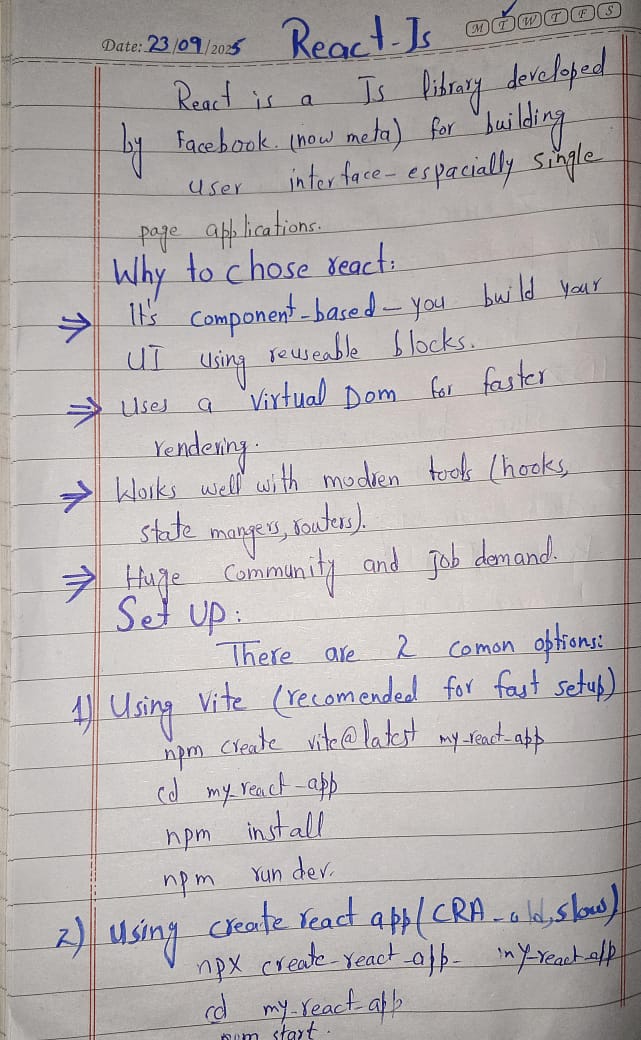 Date: 23/09/2025 React-Js M T W T F S
React is a Js library developed
by Facebook. (now meta) for building
user interface - espacially single
page applications.
Why to chose react:
⇒ It's component-based - you build your
UI using reuseable blocks.
⇒ Uses a Virtual Dom for faster
rendering.
⇒ Works well with modren tools (hooks,
state mangers, routers).
⇒ Huge Community and job demand.
Set up:
There are 2 comon options:
1) Using Vite (recomended for fast setup)
npm create vite@latest my-react-app
cd my-react-app
npm install
npm run dev.
2) Using create react app (CRA - old, slow)
npx create-react-app- my-react-app
cd my-react-app
npm start.